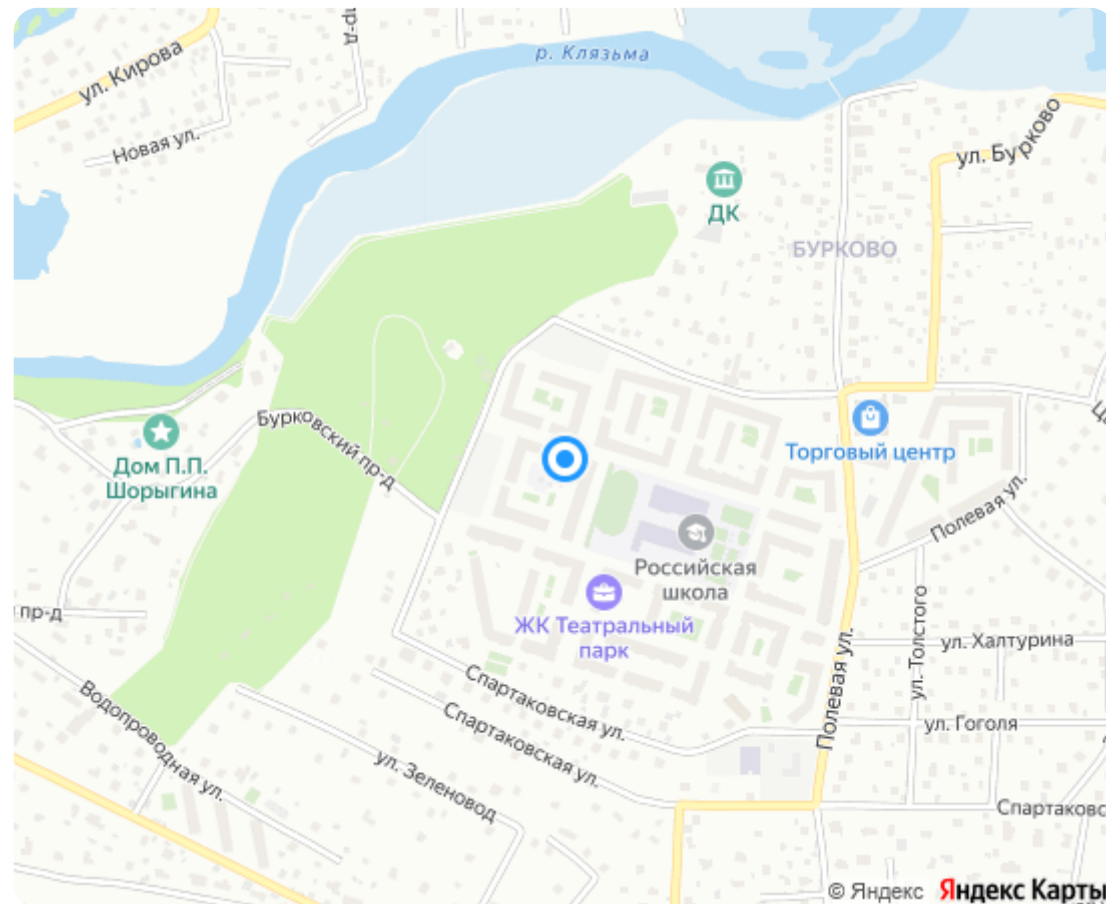 пр-д
р. Клязьма
ул. Кирова
Новая ул.
ул. Бурково
ДК
БУРКОВО
Бурковский пр-д
Дом П.П.
Шорыгина
Торговый центр
Полевая ул.
Российская
школа
ЖК Театральный
парк
пр-д
ул. Толстого
ул. Халтурина
Полевая ул.
Спартаковская ул.
Спартаковская ул.
ул. Гоголя
Водопроводная ул.
ул. Зеленовод
Спартаковс
© Яндекс Яндекс Карты